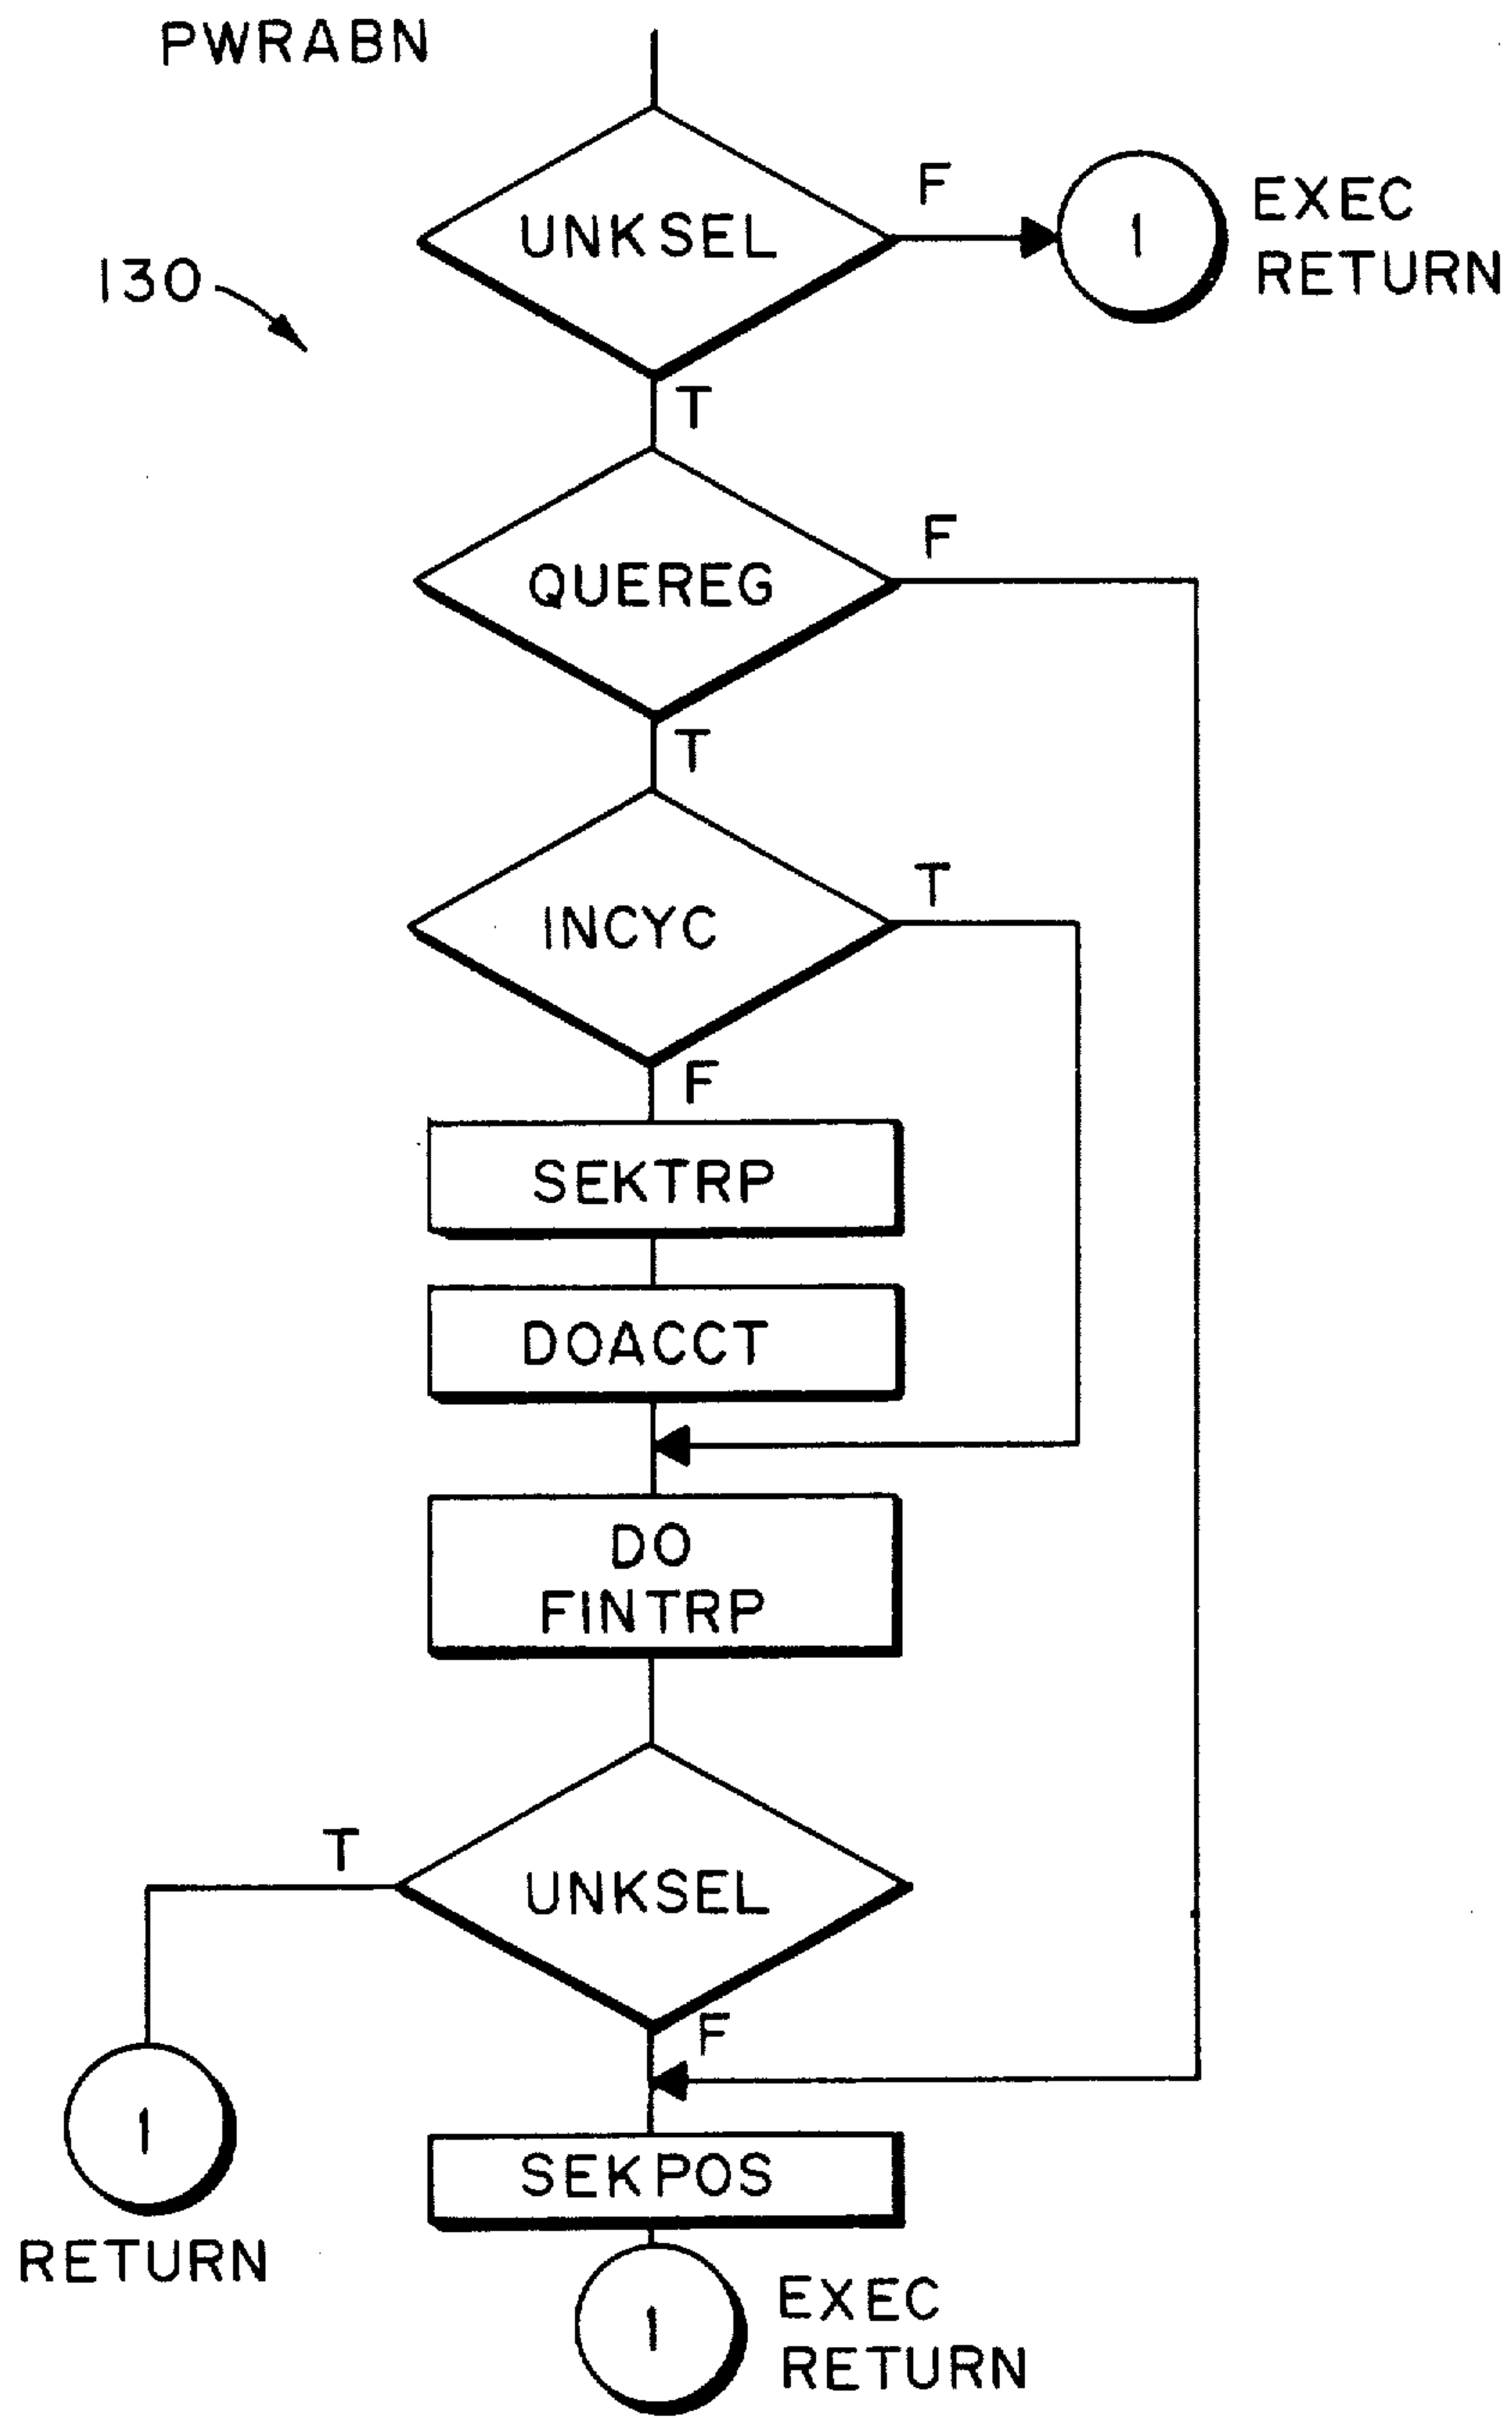 PWRABN
UNKSEL
F
1
EXEC
RETURN
130
T
QUEREG
F
T
INCYC
T
F
SEKTRP
DOACCT
DO
FINTRP
T
UNKSEL
F
1
RETURN
SEKPOS
1
EXEC
RETURN